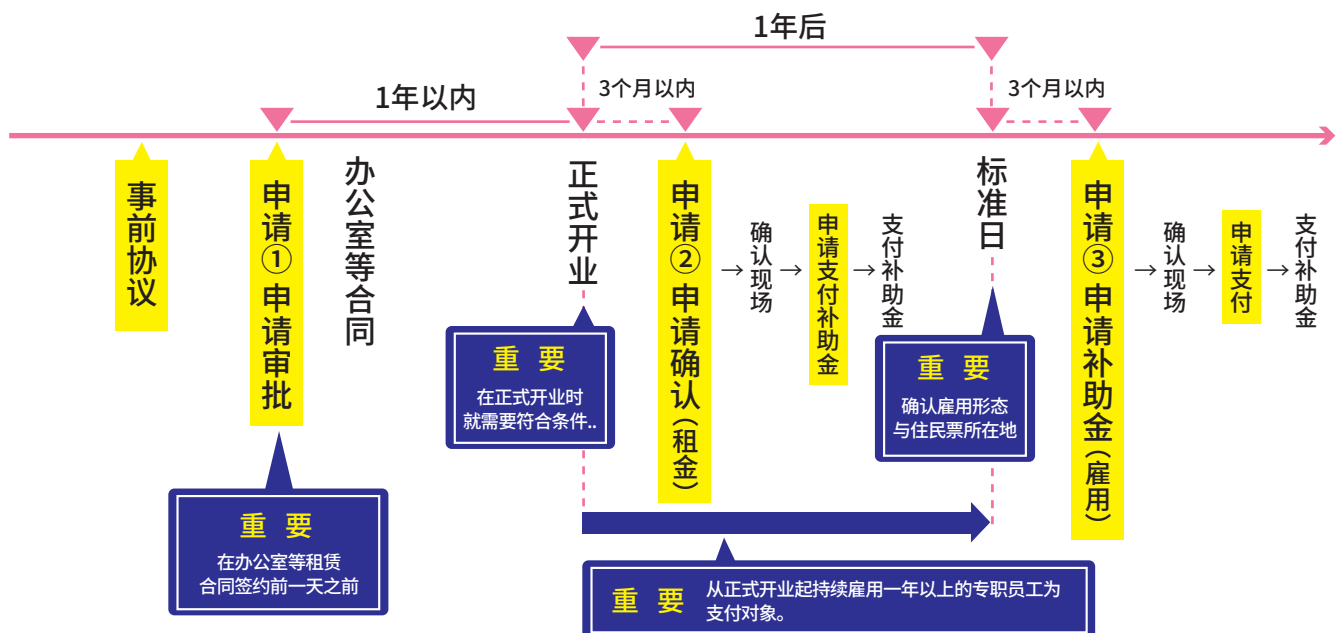 1年后
1年以内
3个月以内
3个月以内
事前协议
申请① 申请审批
办公室等合同
正式开业
申请② 申请确认（租金）
→
确认现场
→
申请支付补助金
→
支付补助金
标准日
申请③ 申请补助金（雇用）
→
确认现场
→
申请支付
→
支付补助金
重 要
在正式开业时
就需要符合条件..
重 要
确认雇用形态
与住民票所在地
重 要
在办公室等租赁
合同签约前一天之前
重 要
从正式开业起持续雇用一年以上的专职员工为
支付对象。